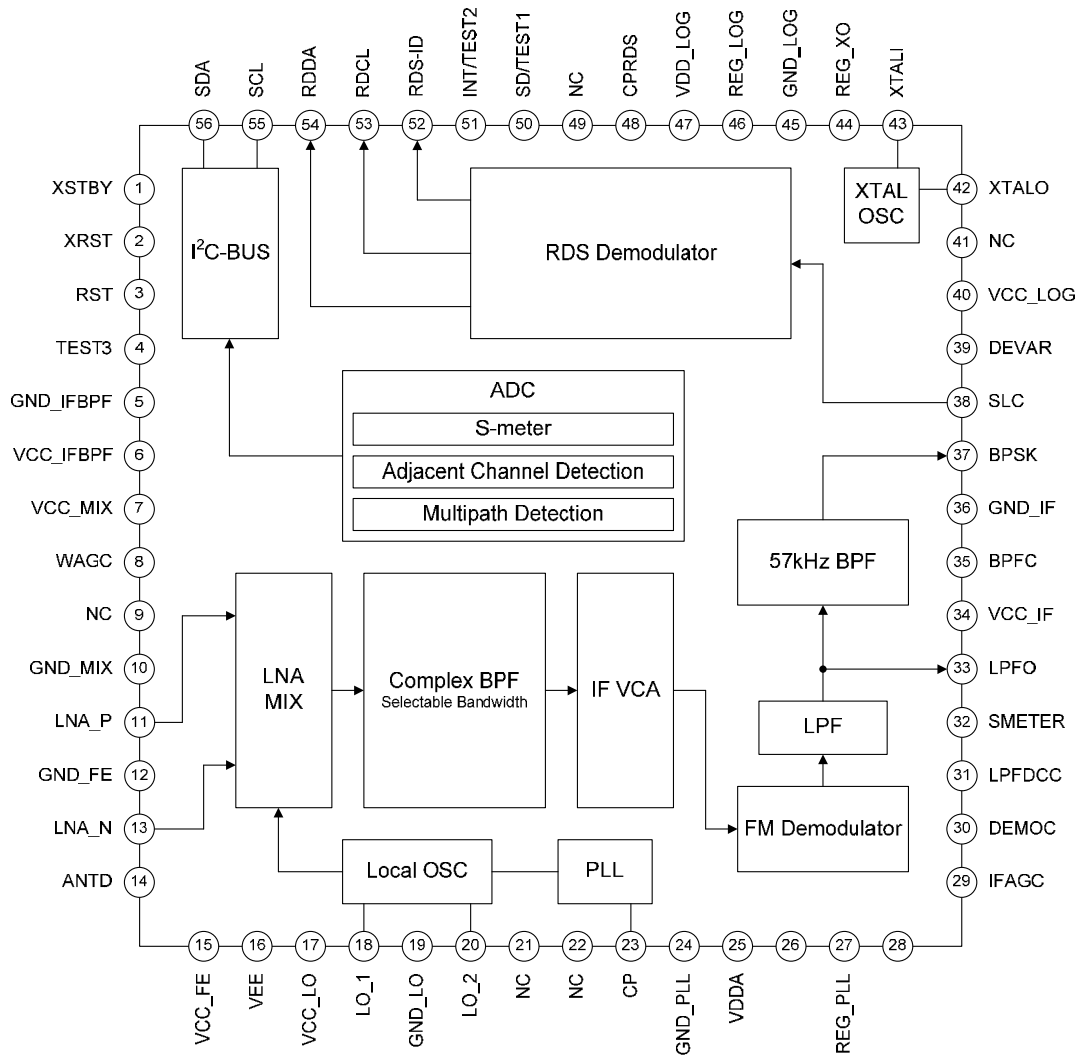 SDA
SCL
RDDA
RDCL
RDS-ID
INT/TEST2
SD/TEST1
NC
CPRDS
VDD_LOG
REG_LOG
GND_LOG
REG_XO
XTALI
56
55
54
53
52
51
50
49
48
47
46
45
44
43
XSTBY
1
XRST
2
RST
3
TEST3
4
GND_IFBPF
5
VCC_IFBPF
6
VCC_MIX
7
WAGC
8
NC
9
GND_MIX
10
LNA_P
11
GND_FE
12
LNA_N
13
ANTD
14
I²C-BUS
RDS Demodulator
XTAL
OSC
ADC
S-meter
Adjacent Channel Detection
Multipath Detection
57kHz BPF
LNA
MIX
Complex BPF
Selectable Bandwidth
IF VCA
LPF
FM Demodulator
Local OSC
PLL
42
XTALO
41
NC
40
VCC_LOG
39
DEVAR
38
SLC
37
BPSK
36
GND_IF
35
BPFC
34
VCC_IF
33
LPFO
32
SMETER
31
LPFDCC
30
DEMOC
29
IFAGC
15
16
17
18
19
20
21
22
23
24
25
26
27
28
VCC_FE
VEE
VCC_LO
LO_1
GND_LO
LO_2
NC
NC
CP
GND_PLL
VDDA
REG_PLL